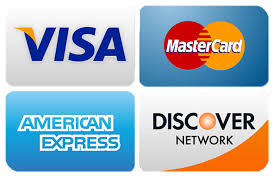 VISA
MasterCard
AMERICAN
EXPRESS
DISCOVER
NETWORK